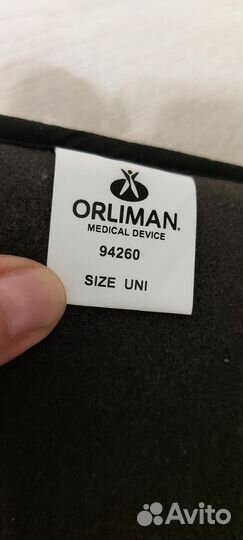 ORLIMAN®
MEDICAL DEVICE
94260
SIZE UNI
Avito